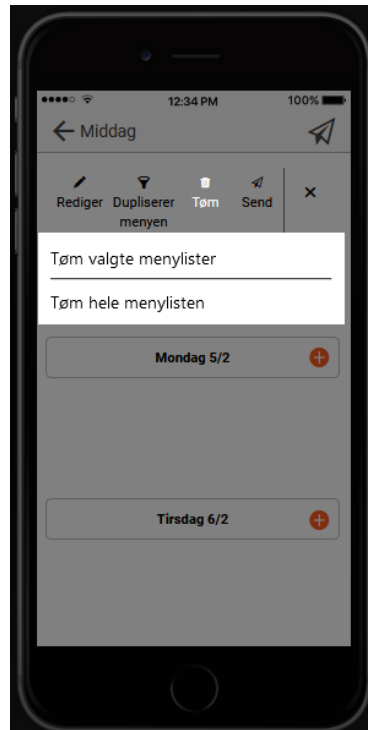 12:34 PM 100%
Middag
Rediger Dupliserer menyen Tøm Send
Tøm valgte menylister
Tøm hele menylisten
Mondag 5/2
Tirsdag 6/2